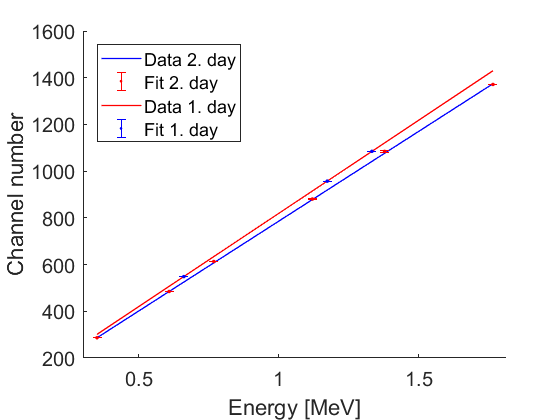 1600
1400
1200
1000
800
600
400
200
Channel number
Data 2. day
Fit 2. day
Data 1. day
Fit 1. day
0.5
1
1.5
Energy [MeV]